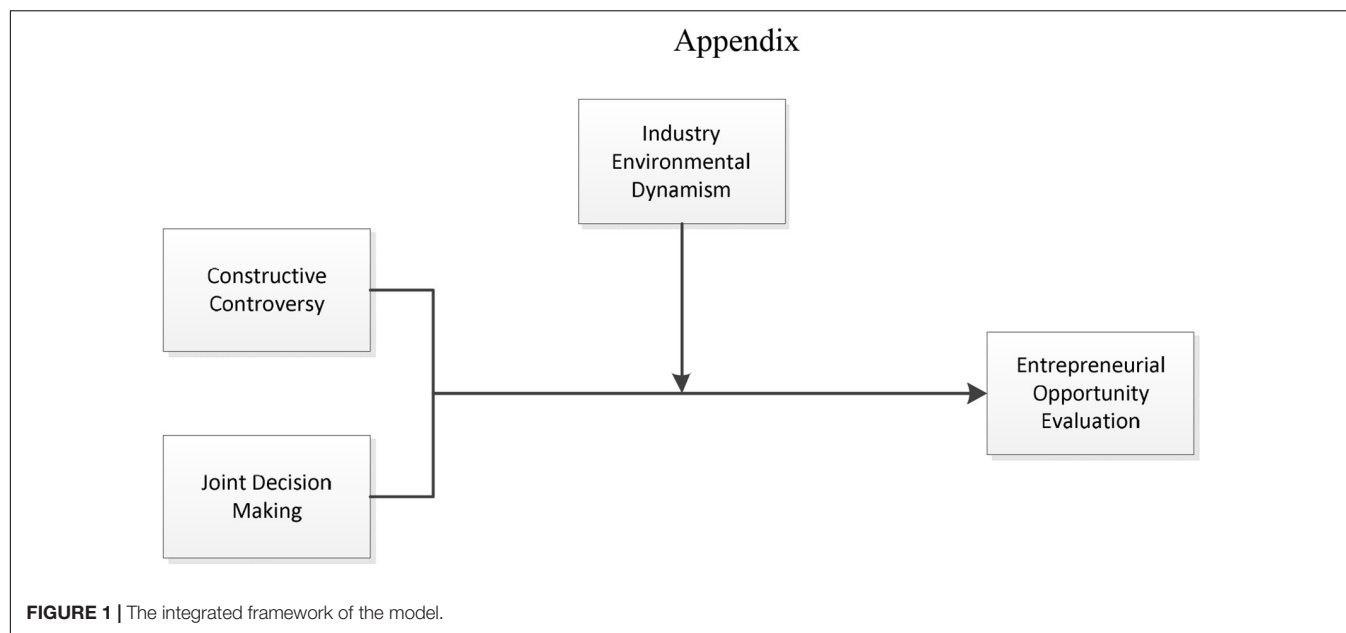 Appendix
Industry
Environmental
Dynamism
Constructive
Controversy
Joint Decision
Making
Entrepreneurial
Opportunity
Evaluation
FIGURE 1 | The integrated framework of the model.